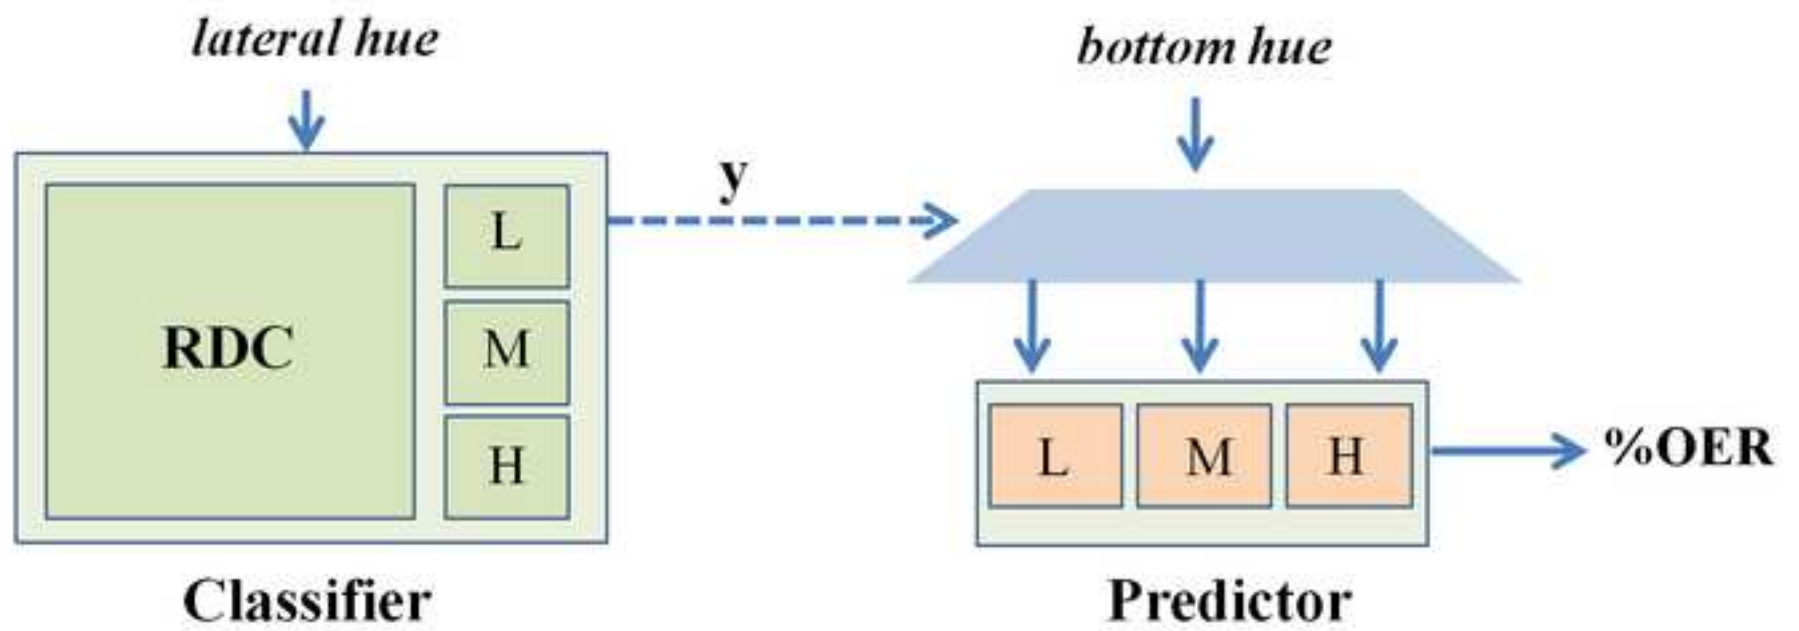 lateral hue
bottom hue
y
RDC
L
M
H
L M H
%OER
Classifier
Predictor